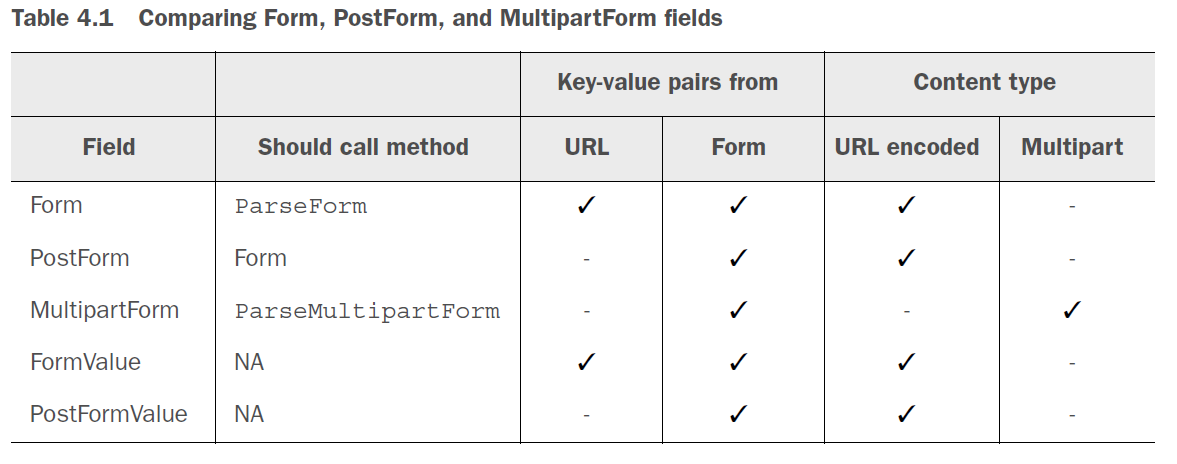 Table 4.1 Comparing Form, PostForm, and MultipartForm fields
Key-value pairs from Content type
Field Should call method URL Form URL encoded Multipart
Form ParseForm ✓ ✓ ✓ -
PostForm Form - ✓ ✓ -
MultipartForm ParseMultipartForm - ✓ - ✓
FormValue NA ✓ ✓ ✓ -
PostFormValue NA - ✓ ✓ -